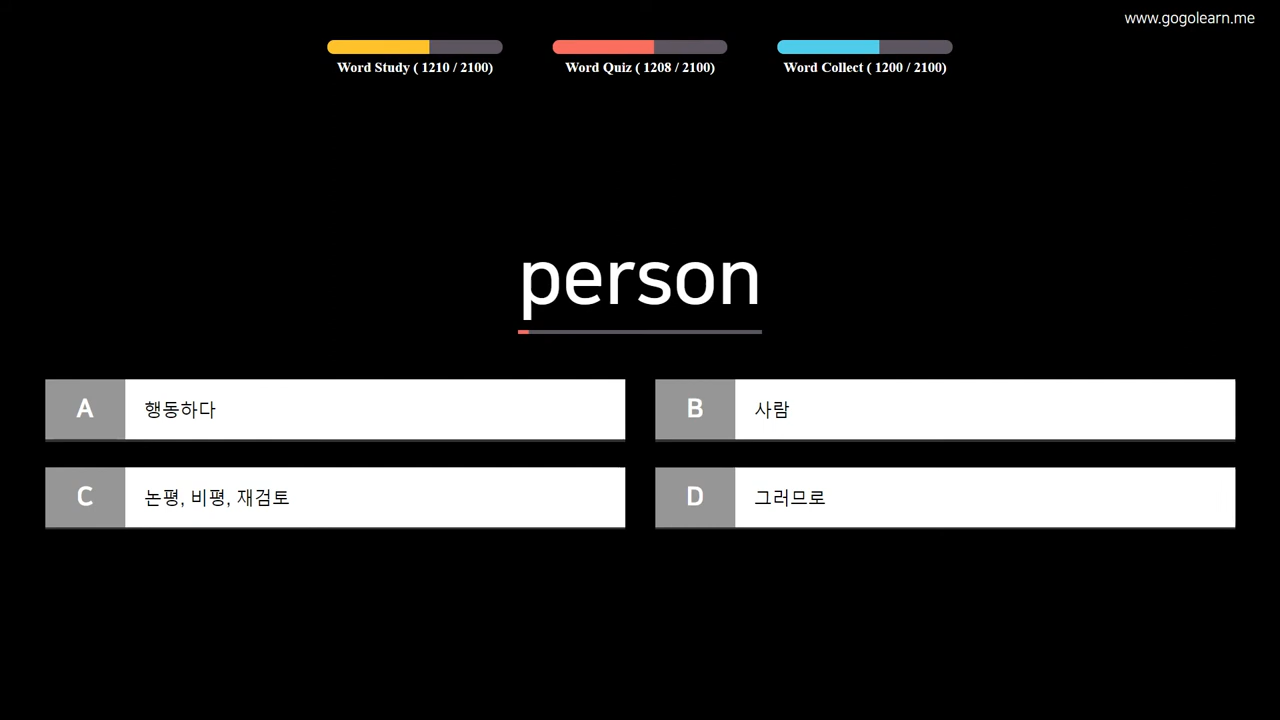 www.gogolearn.me
Word Study ( 1210 / 2100)
Word Quiz ( 1208 / 2100)
Word Collect ( 1200 / 2100)
person
A 행동하다
B 사람
C 논평, 비평, 재검토
D 그러므로